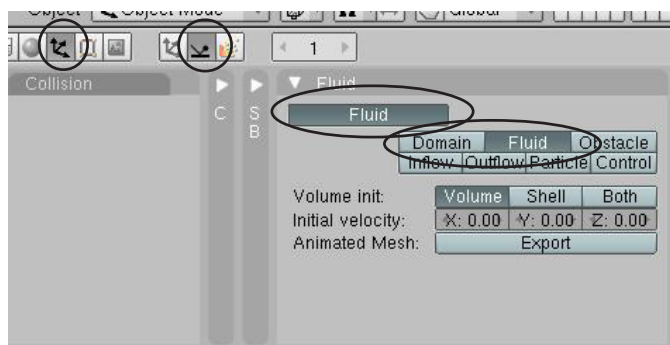 Object Object Mode Global
1
Collision Fluid
C S Fluid
B Domain Fluid Obstacle
Inflow Outflow Particle Control
Volume init: Volume Shell Both
Initial velocity: X: 0.00 Y: 0.00 Z: 0.00
Animated Mesh: Export